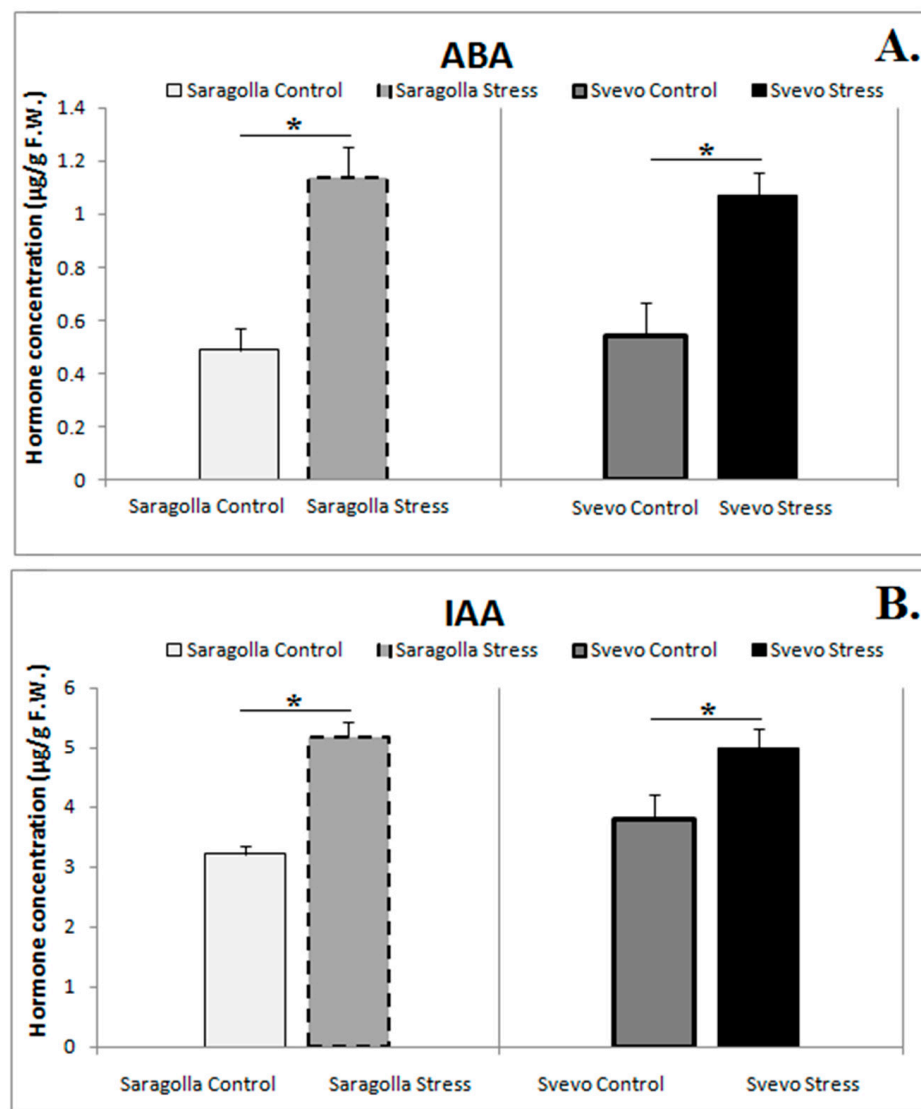 A.
ABA
Saragolla Control Saragolla Stress Svevo Control Svevo Stress
Hormone concentration (µg/g F.W.)
1.4
1.2
1
0.8
0.6
0.4
0.2
0
*
*
Saragolla Control Saragolla Stress Svevo Control Svevo Stress
B.
IAA
Saragolla Control Saragolla Stress Svevo Control Svevo Stress
Hormone concentration (µg/g F.W.)
6
5
4
3
2
1
0
*
*
Saragolla Control Saragolla Stress Svevo Control Svevo Stress